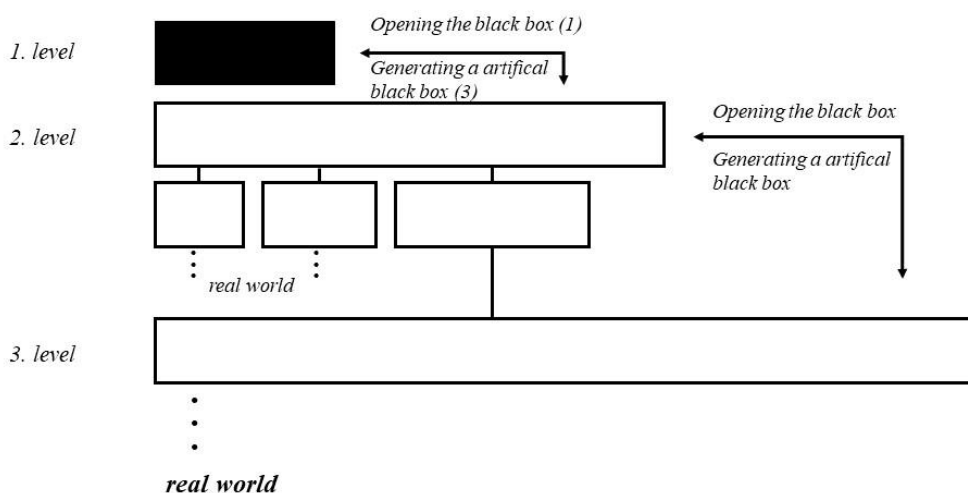 1. level
Opening the black box (1)
Generating a artifical
black box (3)
2. level
Opening the black box
Generating a artifical
black box
real world
3. level
real world